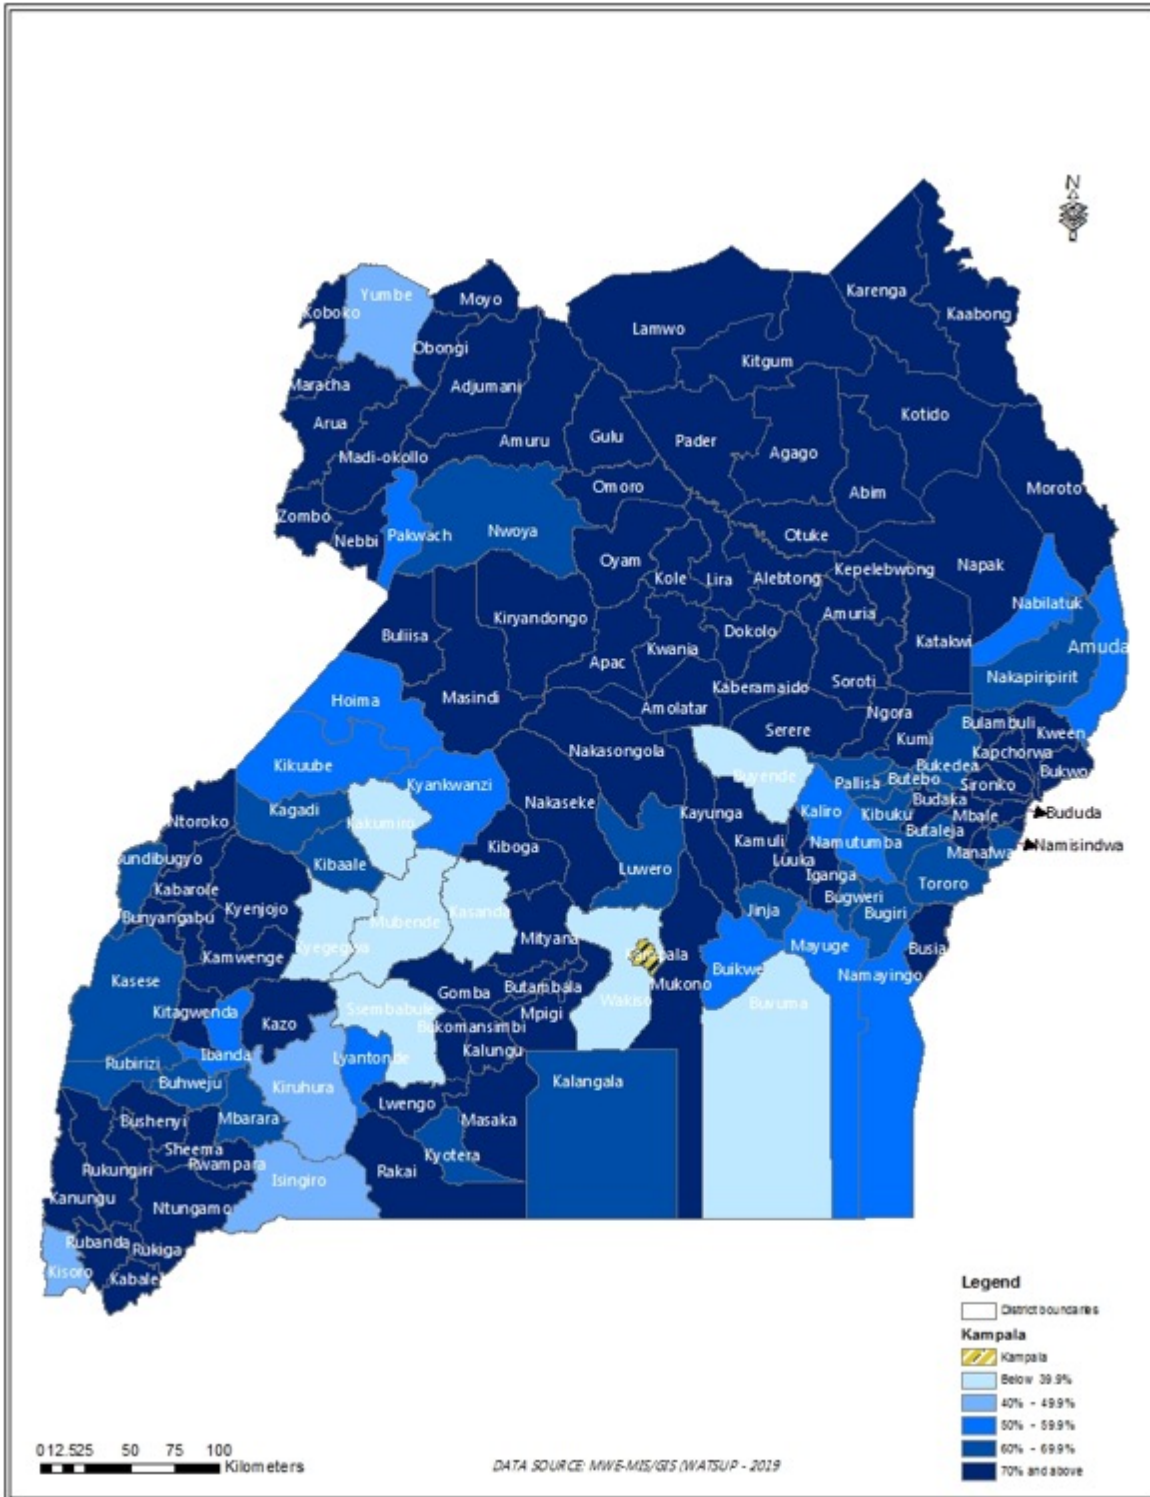 N
Karenga
Kaabong
Yumbe
Moyo
Koboko
Lamwo
Obongi
Kitgum
Maracha
Adjumani
Kotido
Arua
Amuru
Gulu
Pader
Agago
Madi-okollo
Omoro
Abim
Moroto
Zombo
Nebbi
Pakwach
Nwoya
Otuke
Oyam
Kole
Lira
Alebtong
Kepelebwong
Napak
Nabilatuk
Kiryandongo
Amuria
Buliisa
Dokolo
Katakwi
Amuda
Apac
Kwania
Nakapiripirit
Hoima
Masindi
Kaberamaido
Soroti
Amolatar
Ngora
Serere
Bulambuli
Kween
Kumi
Nakasongola
Kapchorwa
Kikuube
Bukedea
Bukwo
Kyankwanzi
Buyende
Pallisa
Butebo
Sironko
Nakaseke
Budaka
Kagadi
Kayunga
Kaliro
Kibuku
Mbale
Bududa
Ntoroko
Kakumiro
Butaleja
Kamuli
Namutumba
Kiboga
Manafwa
Namisindwa
Bundibugyo
Kibaale
Luwero
Luuka
Iganga
Tororo
Kabarole
Bugweri
Kyenjojo
Kasanda
Jinja
Bugiri
Bunyangabu
Mubende
Mityana
Mayuge
Busia
Kyegegwa
Kamwenge
Kampala
Buikwe
Namayingo
Kasese
Mukono
Gomba
Butambala
Wakiso
Buvuma
Kitagwenda
Kazo
Ssembabule
Mpigi
Bukomansimbi
Kalungu
Ibanda
Lyantonde
Rubirizi
Buhweju
Kiruhura
Kalangala
Lwengo
Mbarara
Masaka
Bushenyi
Sheema
Kyotera
Rwampara
Rukungiri
Rakai
Isingiro
Kanungu
Ntungamo
Rubanda
Rukiga
Kisoro
Kabale
Legend
District boundaries
Kampala
Kampala
Below 39.9%
40% - 49.9%
50% - 59.9%
60% - 69.9%
70% and above
0 12.5 25 50 75 100
Kilometers
DATA SOURCE: MWE-MIS/GIS (WATSUP - 2019